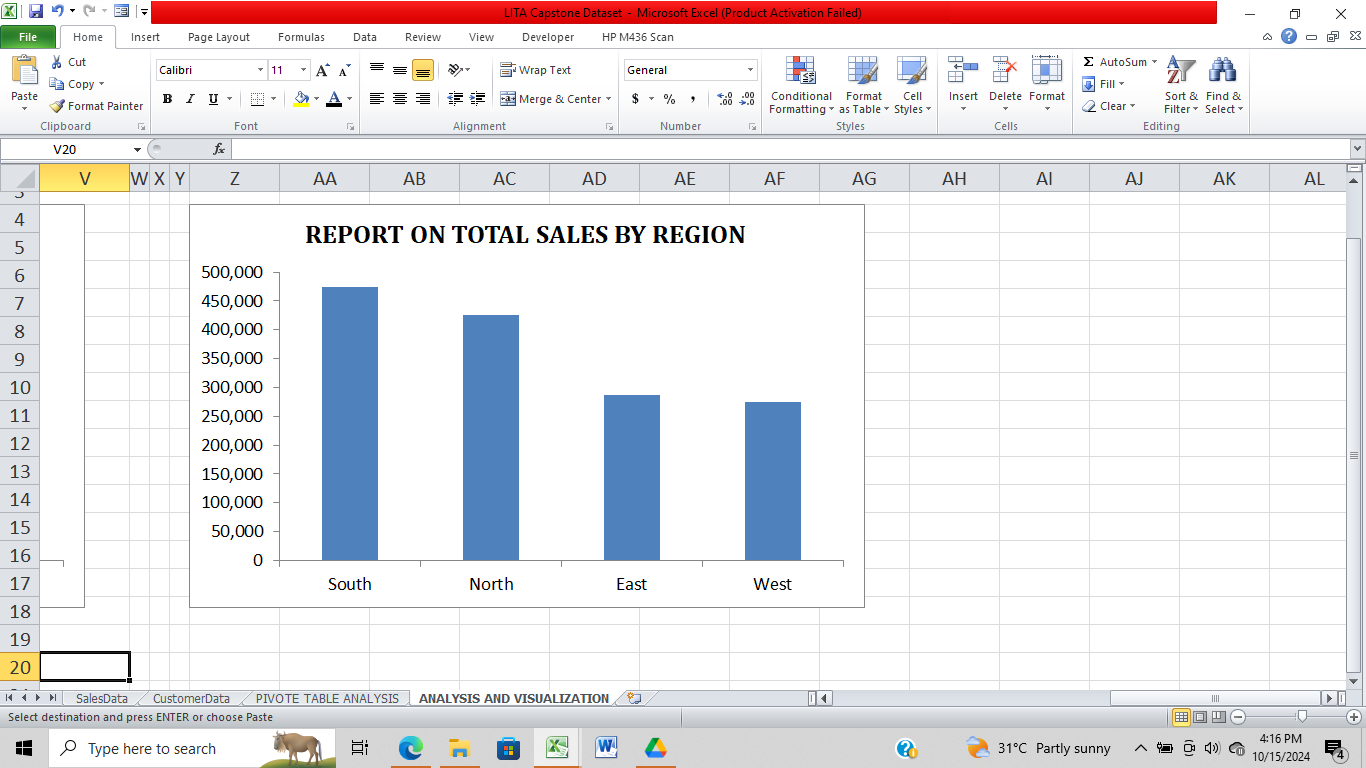 LITA Capstone Dataset - Microsoft Excel (Product Activation Failed)
File Home Insert Page Layout Formulas Data Review View Developer HP M436 Scan
Paste
Cut
Copy
Format Painter
Clipboard
Calibri 11
B I U
Font
Wrap Text
Merge & Center
Alignment
General
$ % ,
Number
Conditional Formatting
Format as Table
Cell Styles
Styles
Insert Delete Format
Cells
Σ AutoSum
Fill
Clear
Sort & Filter
Find & Select
Editing
V20 fx
V W X Y Z AA AB AC AD AE AF AG AH AI AJ AK AL
3
4
5
6
7
8
9
10
11
12
13
14
15
16
17
18
19
20
REPORT ON TOTAL SALES BY REGION
500,000
450,000
400,000
350,000
300,000
250,000
200,000
150,000
100,000
50,000
0
South North East West
SalesData CustomerData PIVOTE TABLE ANALYSIS ANALYSIS AND VISUALIZATION
Select destination and press ENTER or choose Paste
Type here to search
31°C Partly sunny
4:16 PM
10/15/2024
4